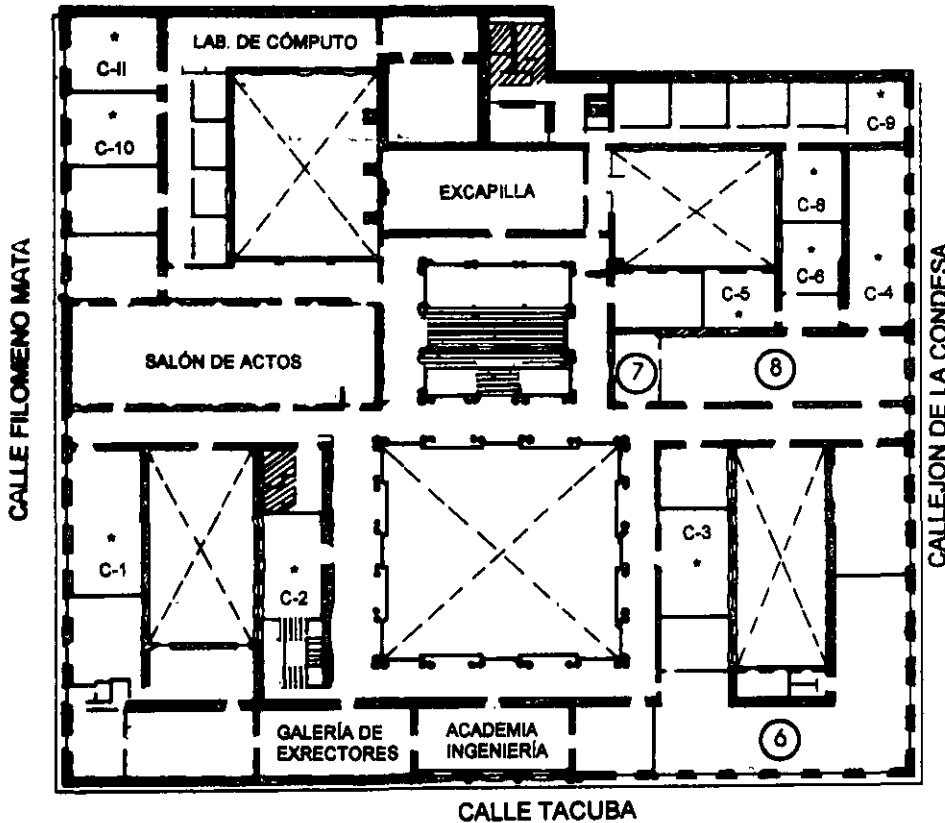 LAB. DE CÓMPUTO
C-II
C-10
C-9
EXCAPILLA
C-8
C-6
C-5
C-4
CALLE FILOMENO MATA
CALLEJON DE LA CONDESA
SALÓN DE ACTOS
7
8
C-1
C-2
C-3
GALERÍA DE
EXRECTORES
ACADEMIA
INGENIERÍA
6
CALLE TACUBA